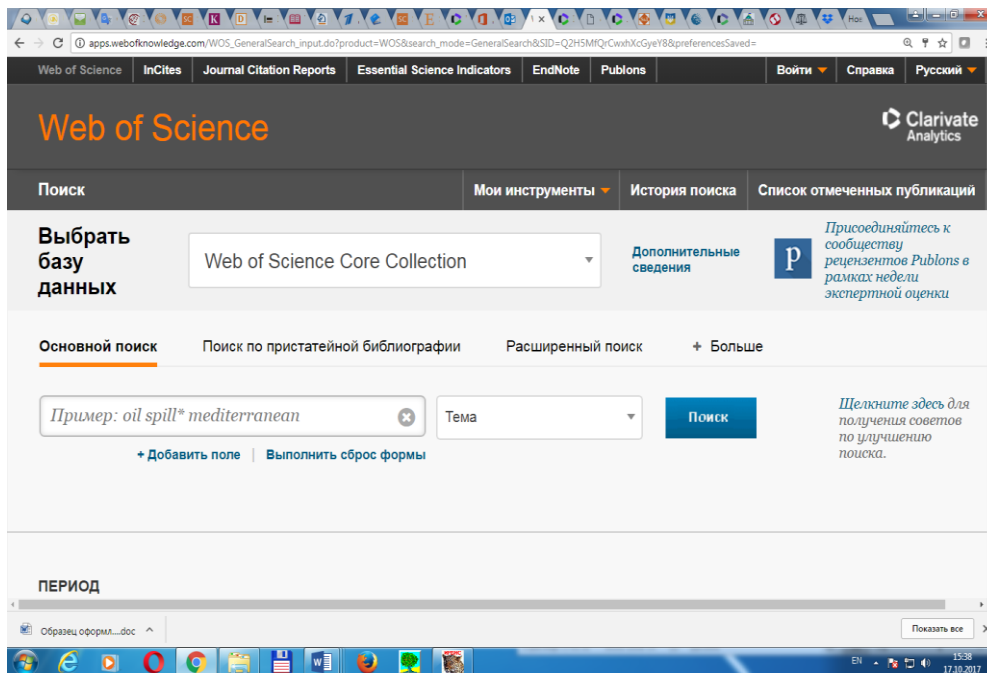 Нов
apps.webofknowledge.com/WOS_GeneralSearch_input.do?product=WOS&search_mode=GeneralSearch&SID=Q2H5MfQrCwxhXcGyeY8&preferencesSaved=
Web of Science InCites Journal Citation Reports Essential Science Indicators EndNote Publons Войти Справка Русский
Web of Science
Clarivate
Analytics
Поиск Мои инструменты История поиска Список отмеченных публикаций
Выбрать
базу
данных
Web of Science Core Collection
Дополнительные
сведения
p
Присоединяйтесь к
сообществу
рецензентов Publons в
рамках недели
экспертной оценки
Основной поиск Поиск по пристатейной библиографии Расширенный поиск + Больше
Пример: oil spill* mediterranean Тема Поиск
Щелкните здесь для
получения советов
по улучшению
поиска.
+ Добавить поле | Выполнить сброс формы
ПЕРИОД
Образец оформл....doc Показать все
EN 15:38
17.10.2017